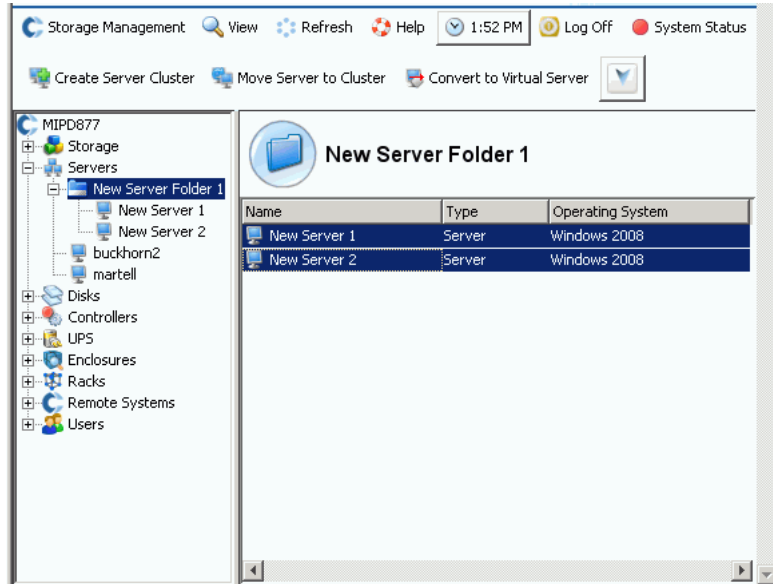 Storage Management View Refresh Help 1:52 PM Log Off System Status
Create Server Cluster Move Server to Cluster Convert to Virtual Server
MIPD877
Storage
Servers
New Server Folder 1
New Server 1
New Server 2
buckhorn2
martell
Disks
Controllers
UPS
Enclosures
Racks
Remote Systems
Users
New Server Folder 1
Name Type Operating System
New Server 1 Server Windows 2008
New Server 2 Server Windows 2008